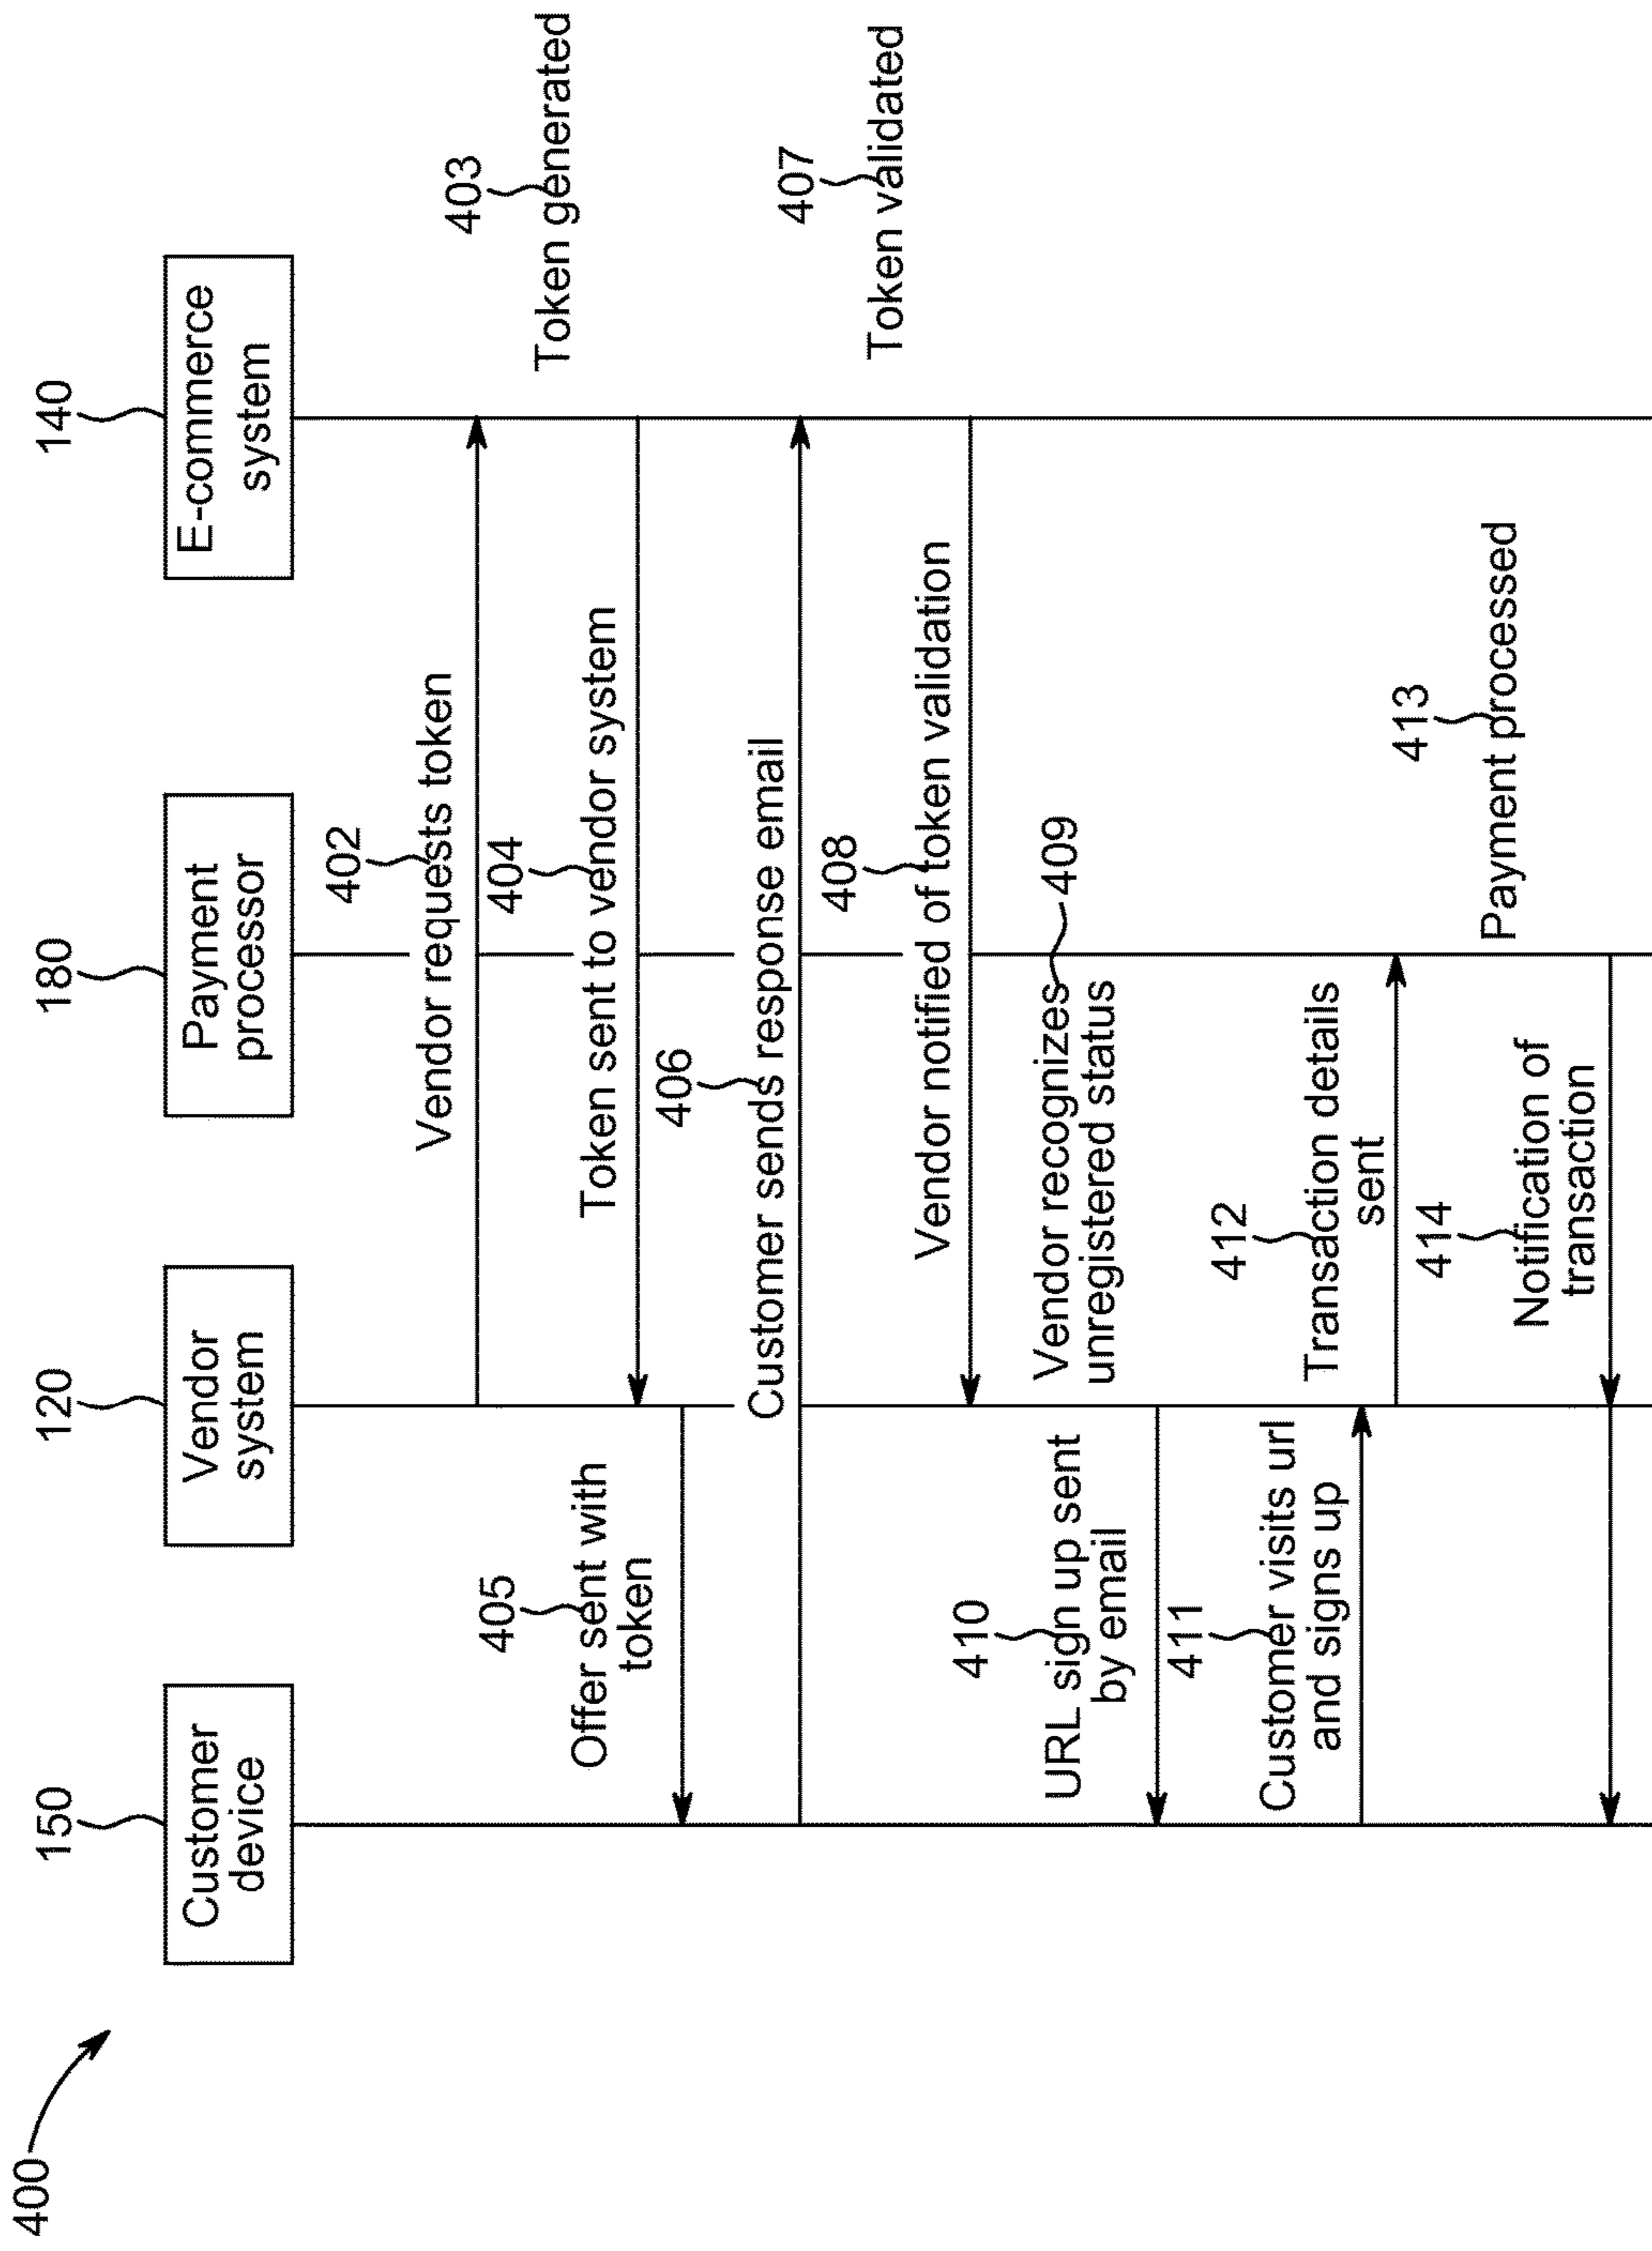 400
150
120
180
140
Customer
device
Vendor
system
Payment
processor
E-commerce
system
402
Vendor requests token
403
Token generated
404
Token sent to vendor system
405
Offer sent with
token
406
Customer sends response email
407
Token validated
408
Vendor notified of token validation
409
Vendor recognizes
unregistered status
410
URL sign up sent
by email
411
Customer visits url
and signs up
412
Transaction details
sent
413
Payment processed
414
Notification of
transaction